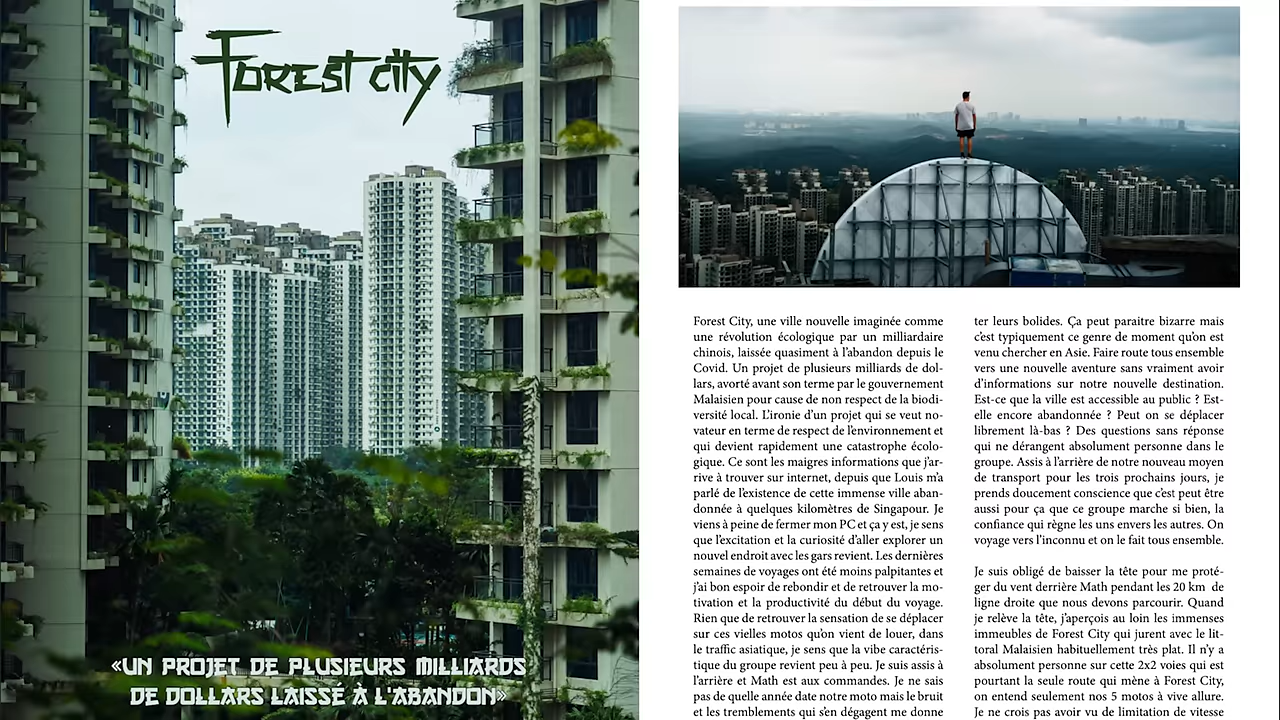 Forest city
«UN PROJET DE PLUSIEURS MILLIARDS
DE DOLLARS LAISSÉ À L'ABANDON»
Forest City, une ville nouvelle imaginée comme
une révolution écologique par un milliardaire
chinois, laissée quasiment à l'abandon depuis le
Covid. Un projet de plusieurs milliards de dol-
lars, avorté avant son terme par le gouvernement
Malaisien pour cause de non respect de la biodi-
versité local. L'ironie d'un projet qui se veut no-
vateur en terme de respect de l'environnement et
qui devient rapidement une catastrophe écolo-
gique. Ce sont les maigres informations que j'ar-
rive à trouver sur internet, depuis que Louis m'a
parlé de l'existence de cette immense ville aban-
donnée à quelques kilomètres de Singapour. Je
viens à peine de fermer mon PC et ça y est, je sens
que l'excitation et la curiosité d'aller explorer un
nouvel endroit avec les gars revient. Les dernières
semaines de voyages ont été moins palpitantes et
j'ai bon espoir de rebondir et de retrouver la mo-
tivation et la productivité du début du voyage.
Rien que de retrouver la sensation de se déplacer
sur ces vielles motos qu'on vient de louer, dans
le traffic asiatique, je sens que la vibe caractéris-
tique du groupe revient peu à peu. Je suis assis à
l'arrière et Math est aux commandes. Je ne sais
pas de quelle année date notre moto mais le bruit
et les tremblements qui s'en dégagent me donne
ter leurs bolides. Ça peut paraitre bizarre mais
c'est typiquement ce genre de moment qu'on est
venu chercher en Asie. Faire route tous ensemble
vers une nouvelle aventure sans vraiment avoir
d'informations sur notre nouvelle destination.
Est-ce que la ville est accessible au public ? Est-
elle encore abandonnée ? Peut on se déplacer
librement là-bas ? Des questions sans réponse
qui ne dérangent absolument personne dans le
groupe. Assis à l'arrière de notre nouveau moyen
de transport pour les trois prochains jours, je
prends doucement conscience que c'est peut être
aussi pour ça que ce groupe marche si bien, la
confiance qui règne les uns envers les autres. On
voyage vers l'inconnu et on le fait tous ensemble.
Je suis obligé de baisser la tête pour me proté-
ger du vent derrière Math pendant les 20 km de
ligne droite que nous devons parcourir. Quand
je relève la tête, j'aperçois au loin les immenses
immeubles de Forest City qui jurent avec le lit-
toral Malaisien habituellement très plat. Il n'y a
absolument personne sur cette 2x2 voies qui est
pourtant la seule route qui mène à Forest City,
on entend seulement nos 5 motos à vive allure.
Je ne crois pas avoir vu de limitation de vitesse